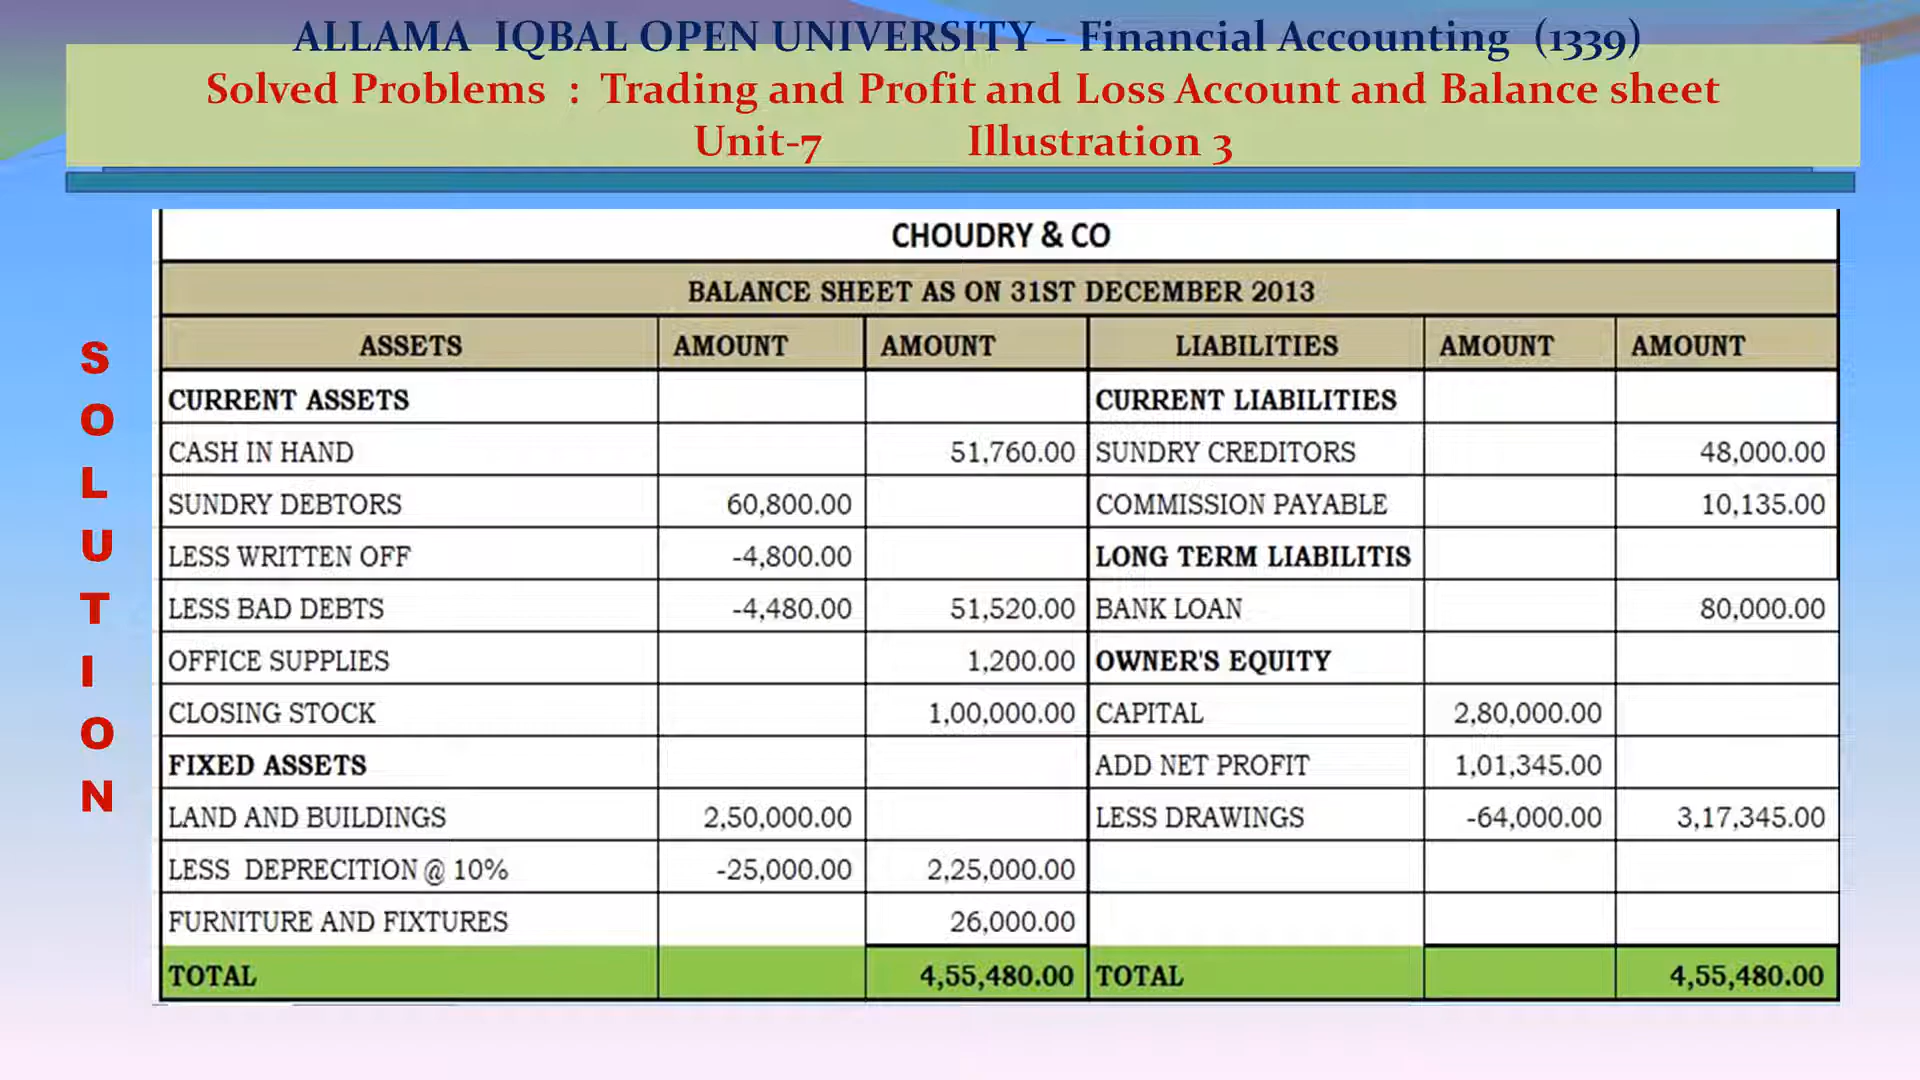 ALLAMA IQBAL OPEN UNIVERSITY – Financial Accounting (1339)
Solved Problems : Trading and Profit and Loss Account and Balance sheet
Unit-7 Illustration 3
SOLUTION
CHOUDRY & CO
BALANCE SHEET AS ON 31ST DECEMBER 2013
ASSETS AMOUNT AMOUNT LIABILITIES AMOUNT AMOUNT
CURRENT ASSETS CURRENT LIABILITIES
CASH IN HAND 51,760.00 SUNDRY CREDITORS 48,000.00
SUNDRY DEBTORS 60,800.00 COMMISSION PAYABLE 10,135.00
LESS WRITTEN OFF -4,800.00 LONG TERM LIABILITIS
LESS BAD DEBTS -4,480.00 51,520.00 BANK LOAN 80,000.00
OFFICE SUPPLIES 1,200.00 OWNER'S EQUITY
CLOSING STOCK 1,00,000.00 CAPITAL 2,80,000.00
FIXED ASSETS ADD NET PROFIT 1,01,345.00
LAND AND BUILDINGS 2,50,000.00 LESS DRAWINGS -64,000.00 3,17,345.00
LESS DEPRECITION @ 10% -25,000.00 2,25,000.00
FURNITURE AND FIXTURES 26,000.00
TOTAL 4,55,480.00 TOTAL 4,55,480.00